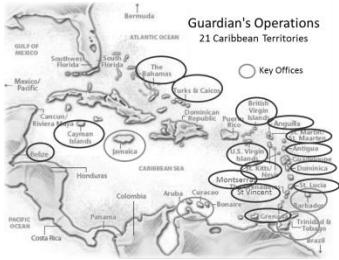 Guardian's Operations
21 Caribbean Territories
Key Offices
Bermuda
ATLANTIC OCEAN
GULF OF
MEXICO
Southwest
Florida
South
Florida
The
Bahamas
Mexico/
Pacific
Turks & Caicos
Dominican
Republic
Puerto
Rico
British
Virgin
Islands
Anguilla
St. Martin
St. Maarten
Cancun/
Riviera Maya
Cayman
Islands
Jamaica
Antigua
U.S. Virgin
Islands
St. Kitts/
Belize
Dominica
CARIBBEAN SEA
Montserrat
St. Lucia
Honduras
St Vincent
Barbados
Colombia
Aruba
Curacao
Bonaire
Grenada
PACIFIC
OCEAN
Panama
Trinidad &
Tobago
Costa Rica
Brazil